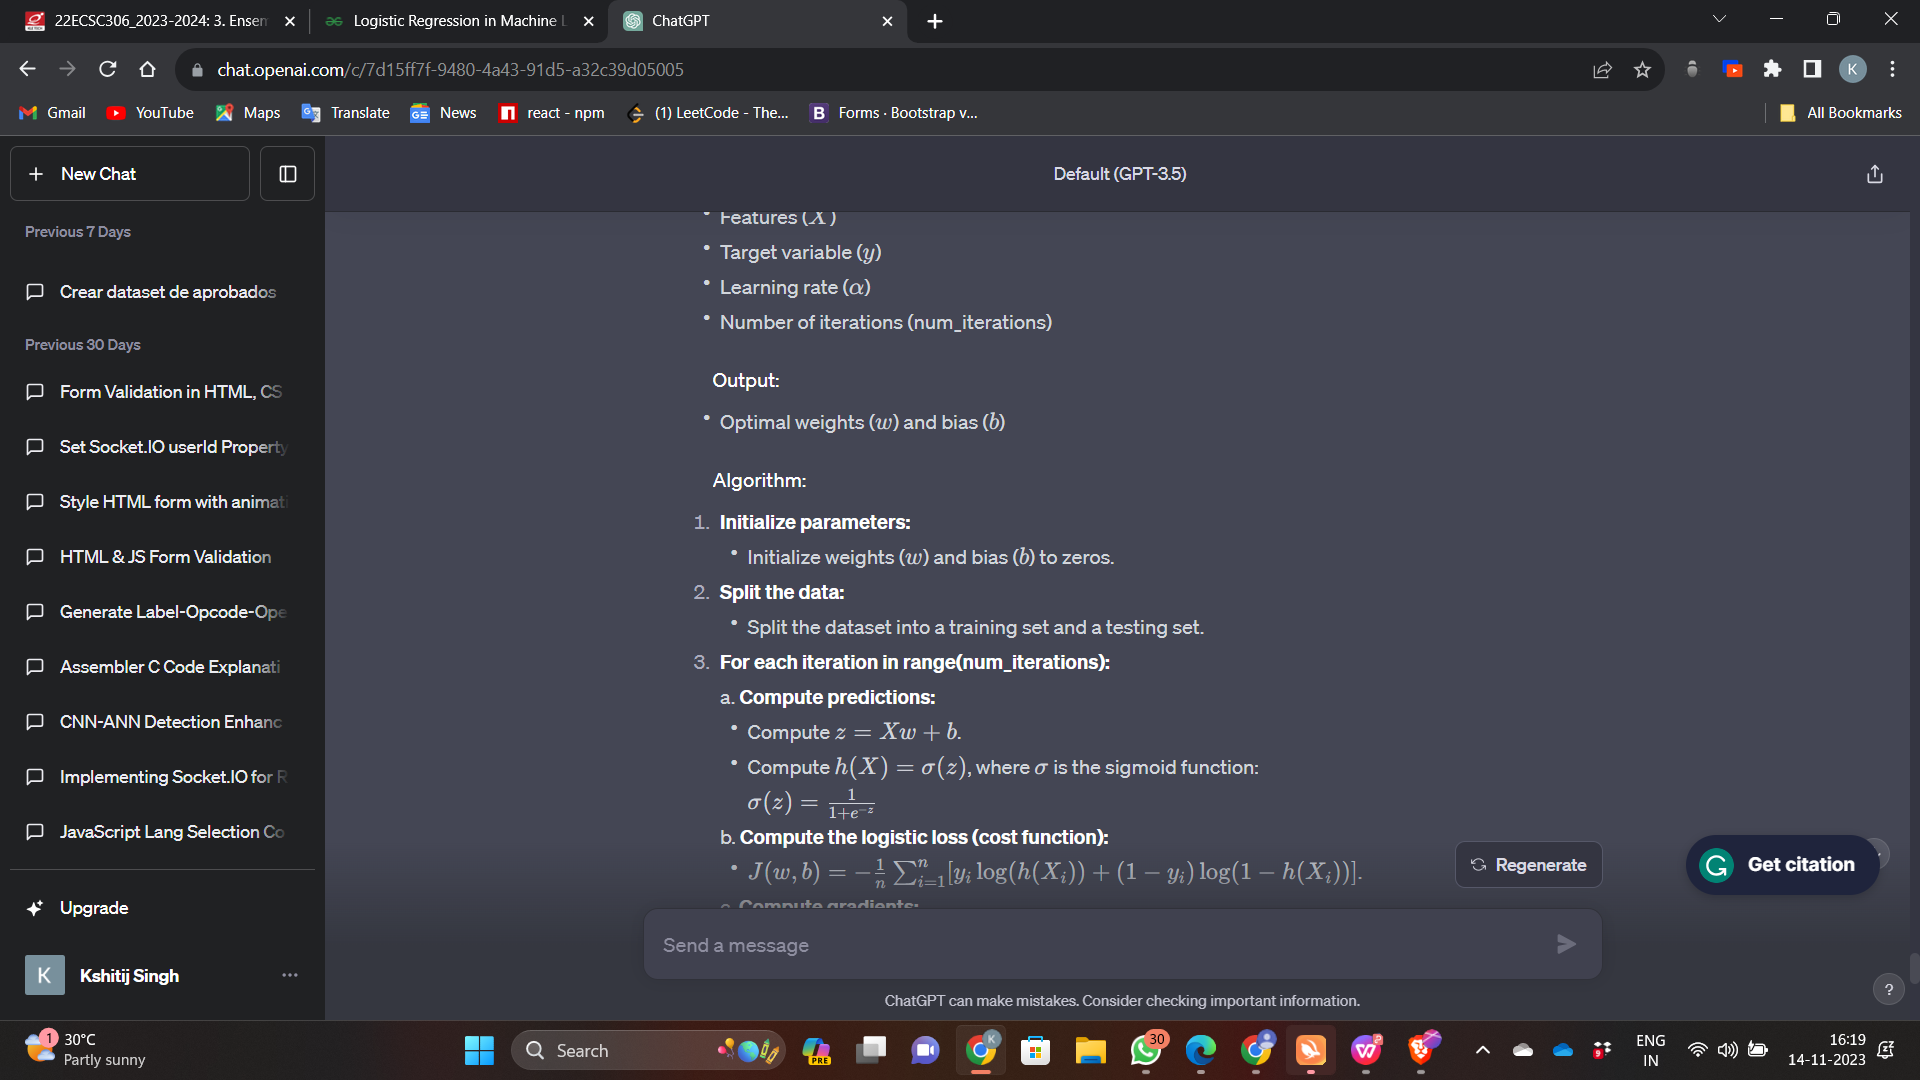 22ECSC306_2023-2024: 3. Ensem
Logistic Regression in Machine L
ChatGPT
chat.openai.com/c/7d15ff7f-9480-4a43-91d5-a32c39d05005
K
Gmail
YouTube
Maps
Translate
News
react - npm
(1) LeetCode - The...
B
Forms · Bootstrap v...
All Bookmarks
New Chat
Default (GPT-3.5)
Previous 7 Days
Crear dataset de aprobados
Previous 30 Days
Form Validation in HTML, CS
Set Socket.IO userId Property
Style HTML form with animati
HTML & JS Form Validation
Generate Label-Opcode-Ope
Assembler C Code Explanati
CNN-ANN Detection Enhanc
Implementing Socket.IO for R
JavaScript Lang Selection Co
Upgrade
K
Kshitij Singh
• Features (X)
• Target variable (y)
• Learning rate (α)
• Number of iterations (num_iterations)
Output:
• Optimal weights (w) and bias (b)
Algorithm:
1. Initialize parameters:
• Initialize weights (w) and bias (b) to zeros.
2. Split the data:
• Split the dataset into a training set and a testing set.
3. For each iteration in range(num_iterations):
a. Compute predictions:
• Compute z = Xw + b.
• Compute h(X) = σ(z), where σ is the sigmoid function:
σ(z) = 1/(1+e^{-z})
b. Compute the logistic loss (cost function):
• J(w, b) = −1/n ∑_{i=1}^{n} [y_i log(h(X_i)) + (1 − y_i) log(1 − h(X_i))].
c. Compute gradients:
Regenerate
Get citation
Send a message
ChatGPT can make mistakes. Consider checking important information.
?
1
30°C
Partly sunny
Search
PRE
K
30
9
ENG
IN
16:19
14-11-2023